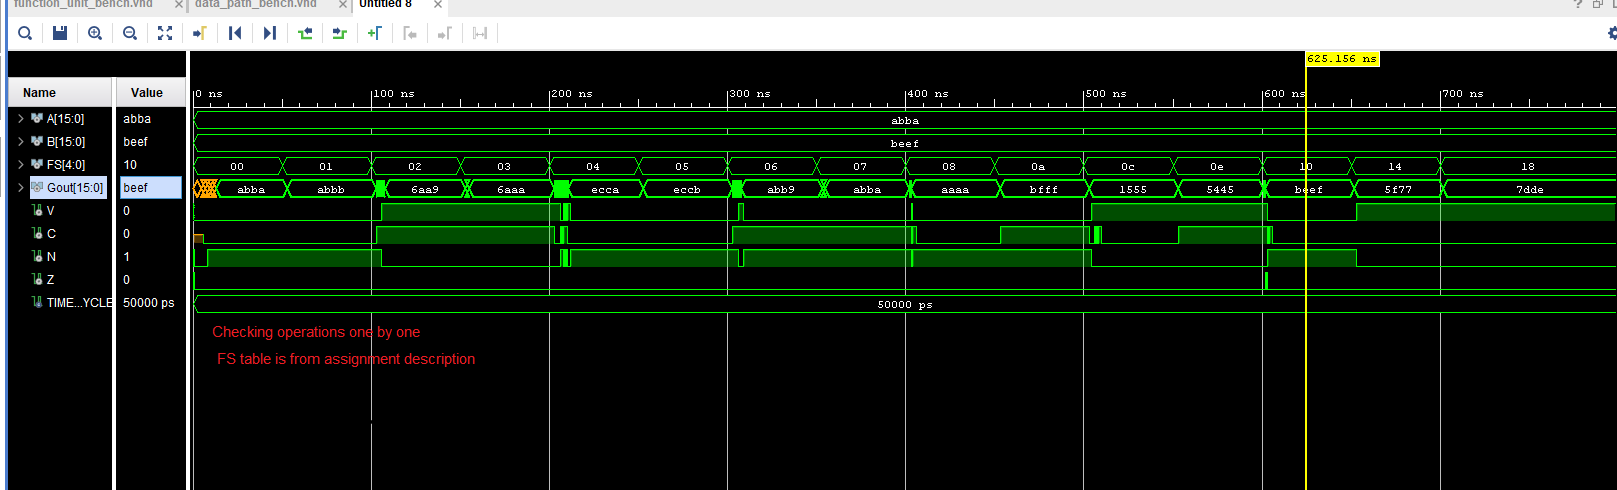 function_unit_bench.vhd data_path_bench.vhd Untitled 8
625.156 ns
Name Value
0 ns 100 ns 200 ns 300 ns 400 ns 500 ns 600 ns 700 ns
A[15:0] abba abba
B[15:0] beef beef
FS[4:0] 10 00 01 02 03 04 05 06 07 08 0a 0c 0e 10 14 18
Gout[15:0] beef abba abbb 6aa9 6aaa ecca eccb abb9 abba aaaa bfff 1555 5445 beef 5f77 7dde
V 0
C 0
N 1
Z 0
TIME...YCLE 50000 ps 50000 ps
Checking operations one by one
FS table is from assignment description